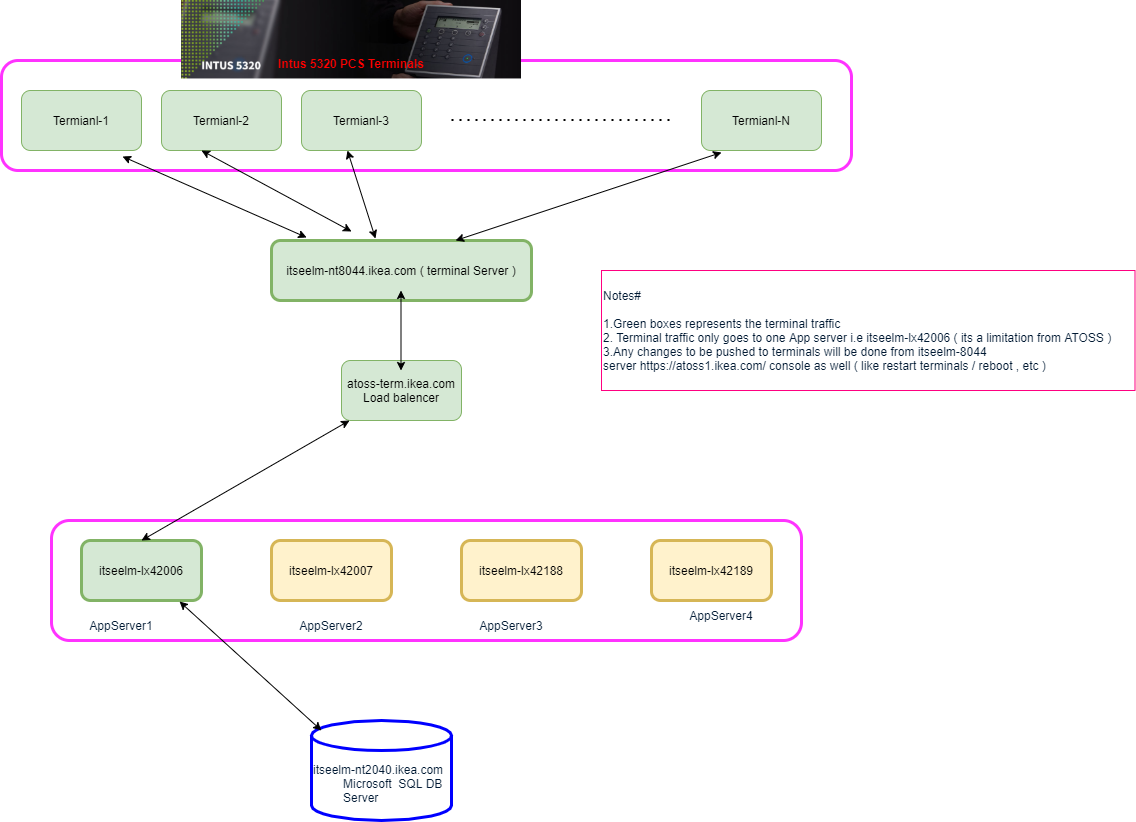 INTUS 5320
Intus 5320 PCS Terminals
Termianl-1
Termianl-2
Termianl-3
Termianl-N
itseelm-nt8044.ikea.com ( terminal Server )
Notes#
1.Green boxes represents the terminal traffic
2. Terminal traffic only goes to one App server i.e itseelm-lx42006 ( its a limitation from ATOSS )
3.Any changes to be pushed to terminals will be done from itseelm-8044
server https://atoss1.ikea.com/ console as well ( like restart terminals / reboot , etc )
atoss-term.ikea.com
Load balencer
itseelm-lx42006
itseelm-lx42007
itseelm-lx42188
itseelm-lx42189
AppServer1
AppServer2
AppServer3
AppServer4
itseelm-nt2040.ikea.com
Microsoft SQL DB
Server